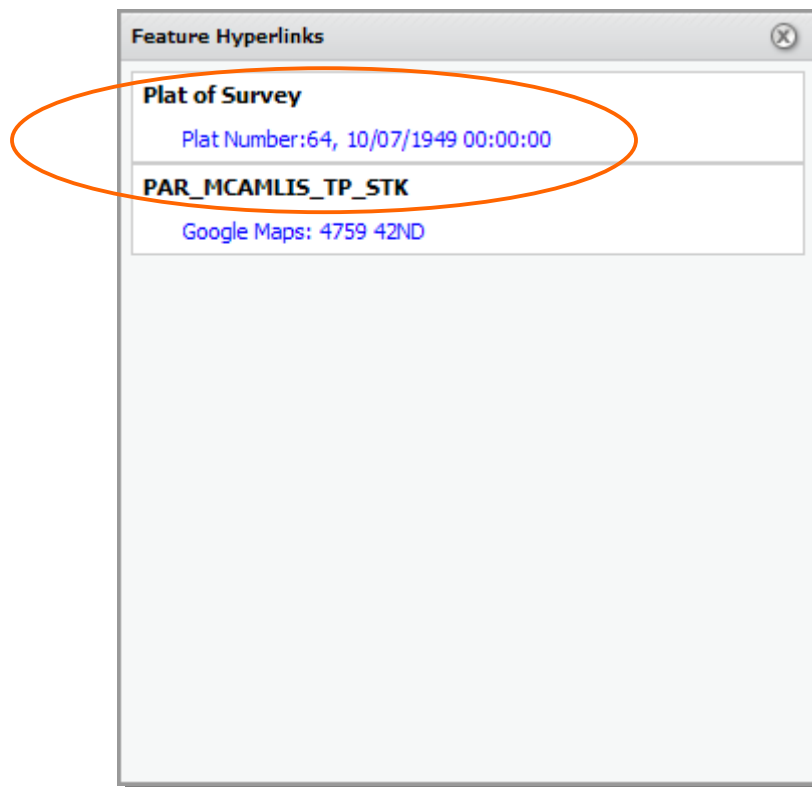 Feature Hyperlinks
Plat of Survey
Plat Number:64, 10/07/1949 00:00:00
PAR_MCAMLIS_TP_STK
Google Maps: 4759 42ND